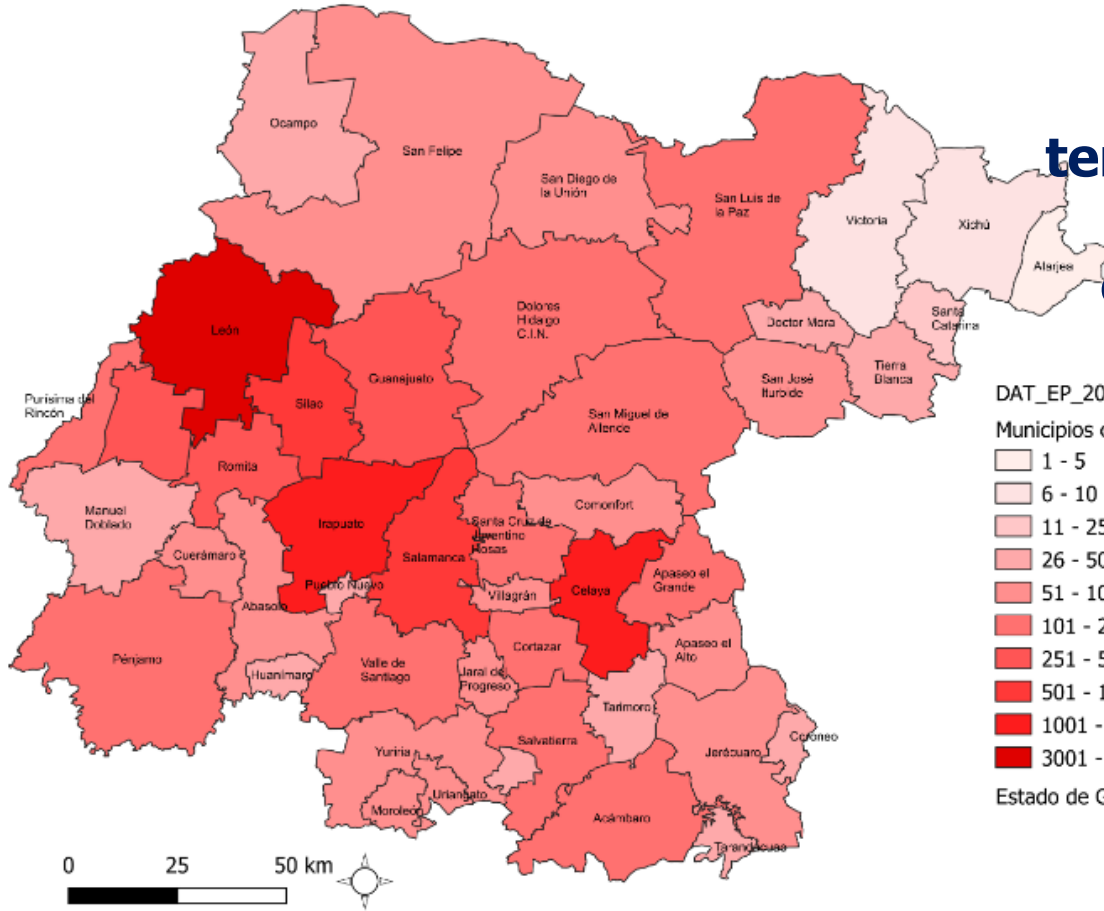 Ocampo
San Felipe
San Diego de
la Unión
San Luis de
la Paz
Victoria
Xichú
Atarjea
León
Dolores
Hidalgo
C.I.N.
Doctor Mora
Santa
Catarina
Tierra
Blanca
Purísima del
Rincón
Silao
Guanajuato
San Miguel de
Allende
San José
Iturbide
Romita
Manuel
Doblado
Irapuato
Comonfort
Santa Cruz de
Juventino
Rosas
Cuerámaro
Salamanca
Apaseo el
Grande
Pueblo Nuevo
Villagrán
Celaya
Abasolo
Pénjamo
Huanímaro
Valle de
Santiago
Jaral del
Progreso
Cortazar
Apaseo el
Alto
Tarimoro
Yuriria
Salvatierra
Jerécuaro
Coroneo
Uriangato
Moroleón
Acámbaro
Tarandacuao
0 25 50 km
ter
DAT_EP_20
Municipios
1 - 5
6 - 10
11 - 25
26 - 50
51 - 10
101 - 2
251 - 5
501 - 1
1001 -
3001 -
Estado de G